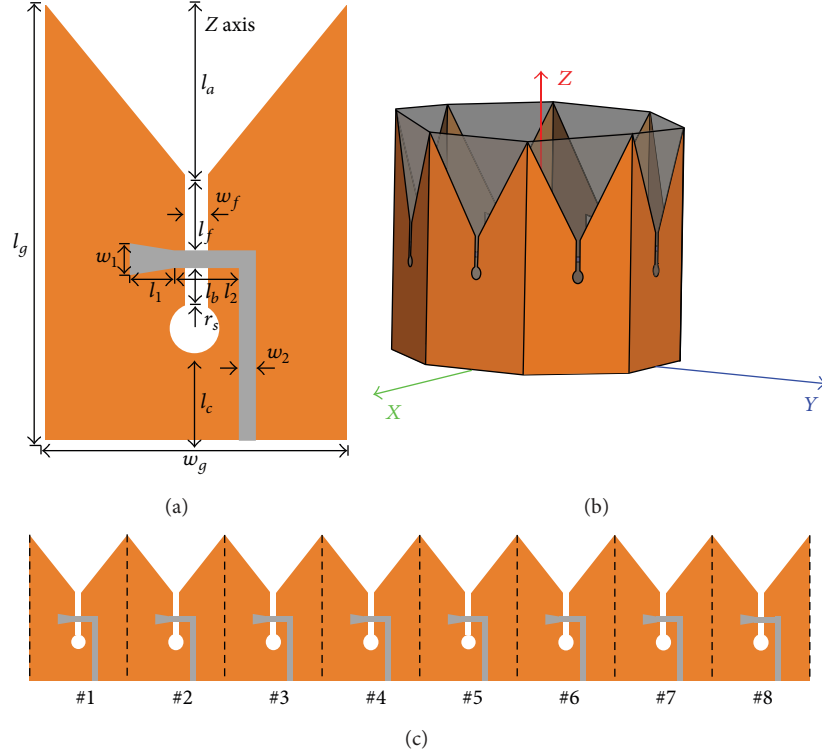 Z axis
l_a
w_f
l_f
l_g
w_1
l_1
l_b
l_2
r_s
w_2
l_c
w_g
(a)
Z
X
Y
(b)
#1 #2 #3 #4 #5 #6 #7 #8
(c)